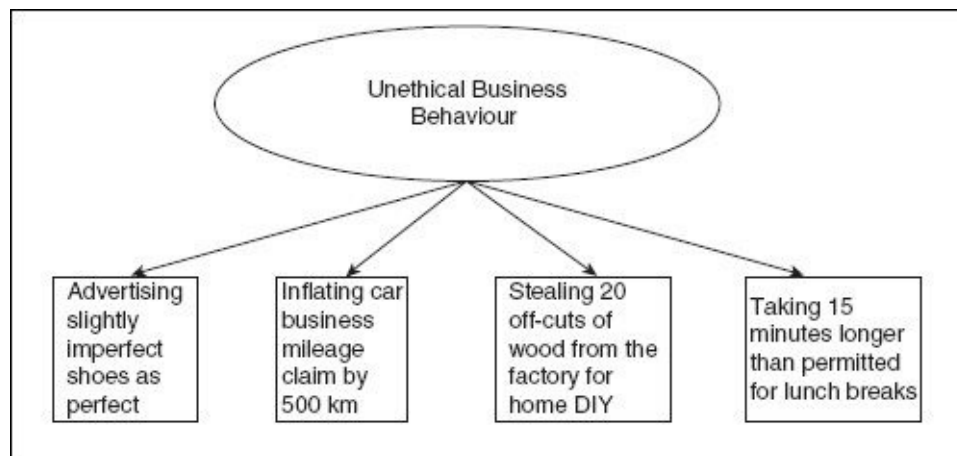 Unethical Business
Behaviour
Advertising
slightly
imperfect
shoes as
perfect
Inflating car
business
mileage
claim by
500 km
Stealing 20
off-cuts of
wood from the
factory for
home DIY
Taking 15
minutes longer
than permitted
for lunch breaks